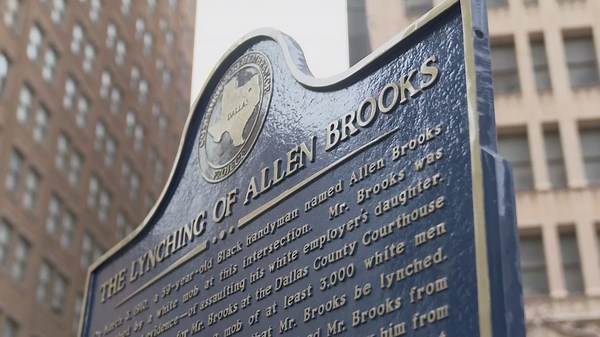 DALLAS
PROJECT
THE LYNCHING OF ALLEN BROOKS
On March 3, 1910, a 59-year-old Black handyman named Allen Brooks
by a white mob at this intersection. Mr. Brooks was
evidence—of assaulting his white employer's daughter.
for Mr. Brooks at the Dallas County Courthouse
mob of at least 3,000 white men
that Mr. Brooks be lynched.
Mr. Brooks from
him from